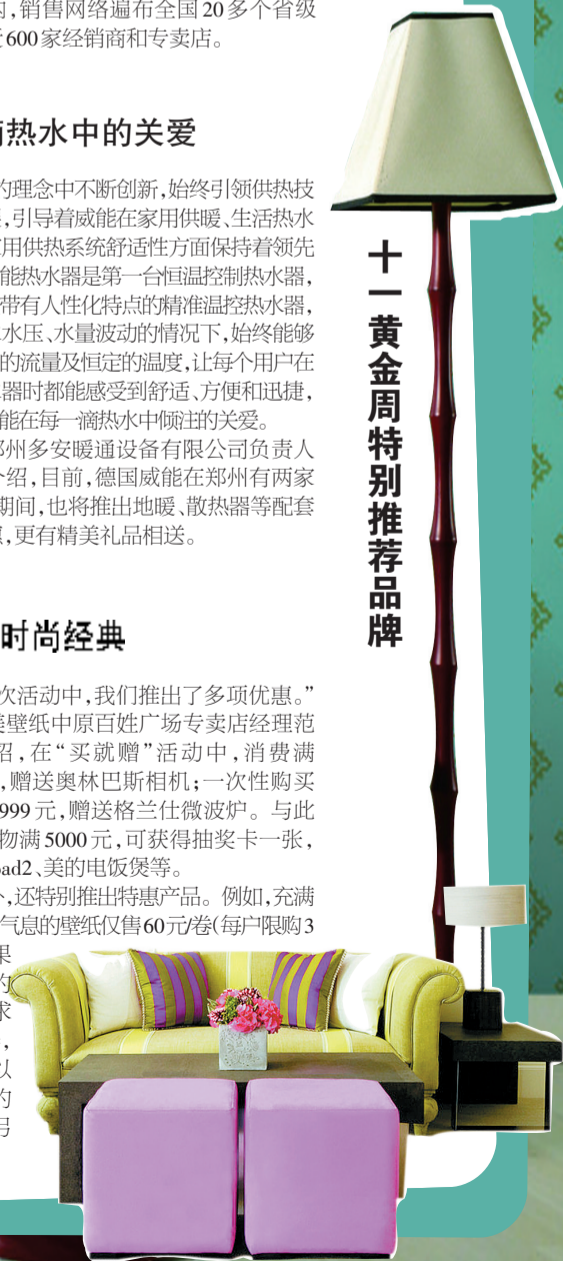 ,销售网络遍布全国20多个省级
600家经销商和专卖店。
热水中的关爱
的理念中不断创新,始终引领供热技
,引导着威能在家用供暖、生活热水
用供热系统舒适性方面保持着领先
能热水器是第一台恒温控制热水器,
带有人性化特点的精准温控热水器,
水压、水量波动的情况下,始终能够
的流量及恒定的温度,让每个用户在
器时都能感受到舒适、方便和迅捷,
能在每一滴热水中倾注的关爱。
郑州多安暖通设备有限公司负责人
介绍,目前,德国威能在郑州有两家
期间,也将推出地暖、散热器等配套
,更有精美礼品相送。
时尚经典
次活动中,我们推出了多项优惠。”
美壁纸中原百姓广场专卖店经理范
绍,在“买就赠”活动中,消费满
,赠送奥林巴斯相机;一次性购买
999元,赠送格兰仕微波炉。与此
物满5000元,可获得抽奖卡一张,
ad2、美的电饭煲等。
,还特别推出特惠产品。例如,充满
气息的壁纸仅售60元/卷(每户限购3
果
的
求
,
以
的
另
十一黄金周特别推荐品牌